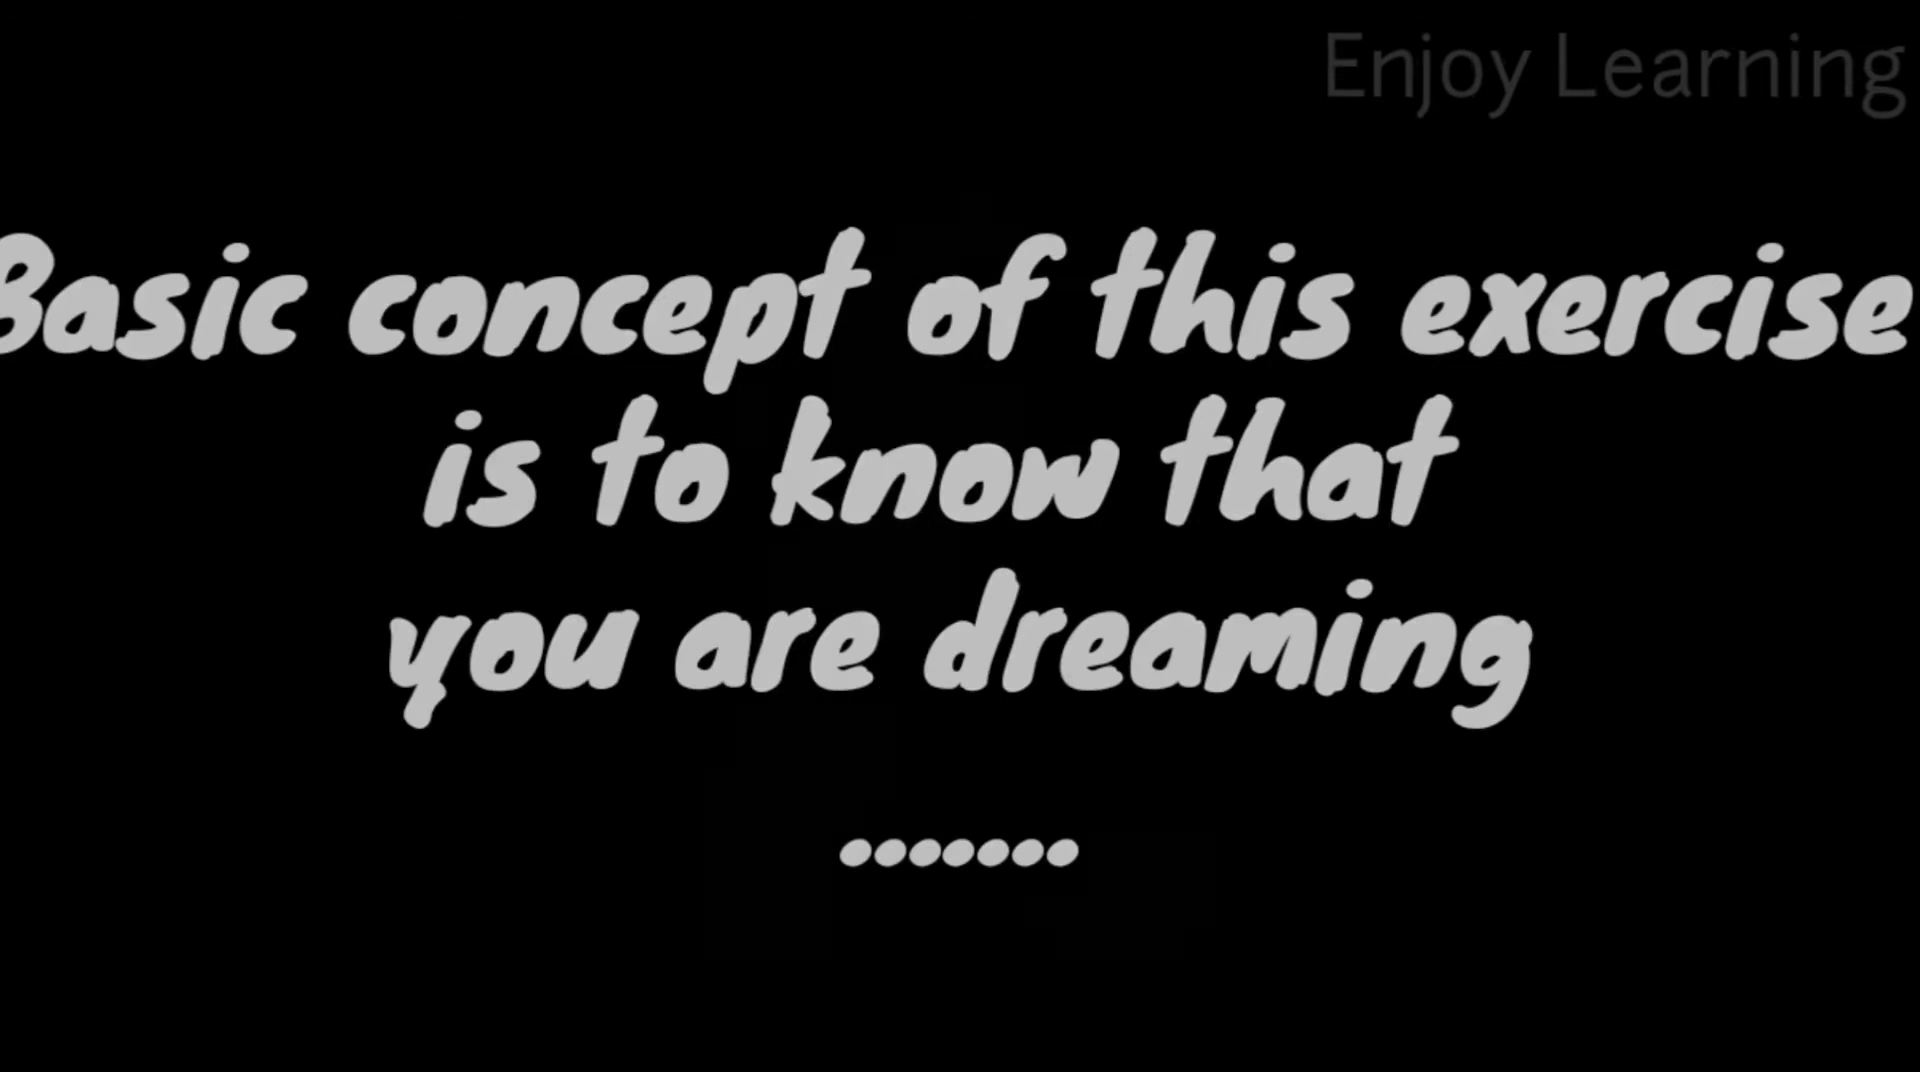 Enjoy Learning
Basic concept of this exercise
is to know that
you are dreaming
.......